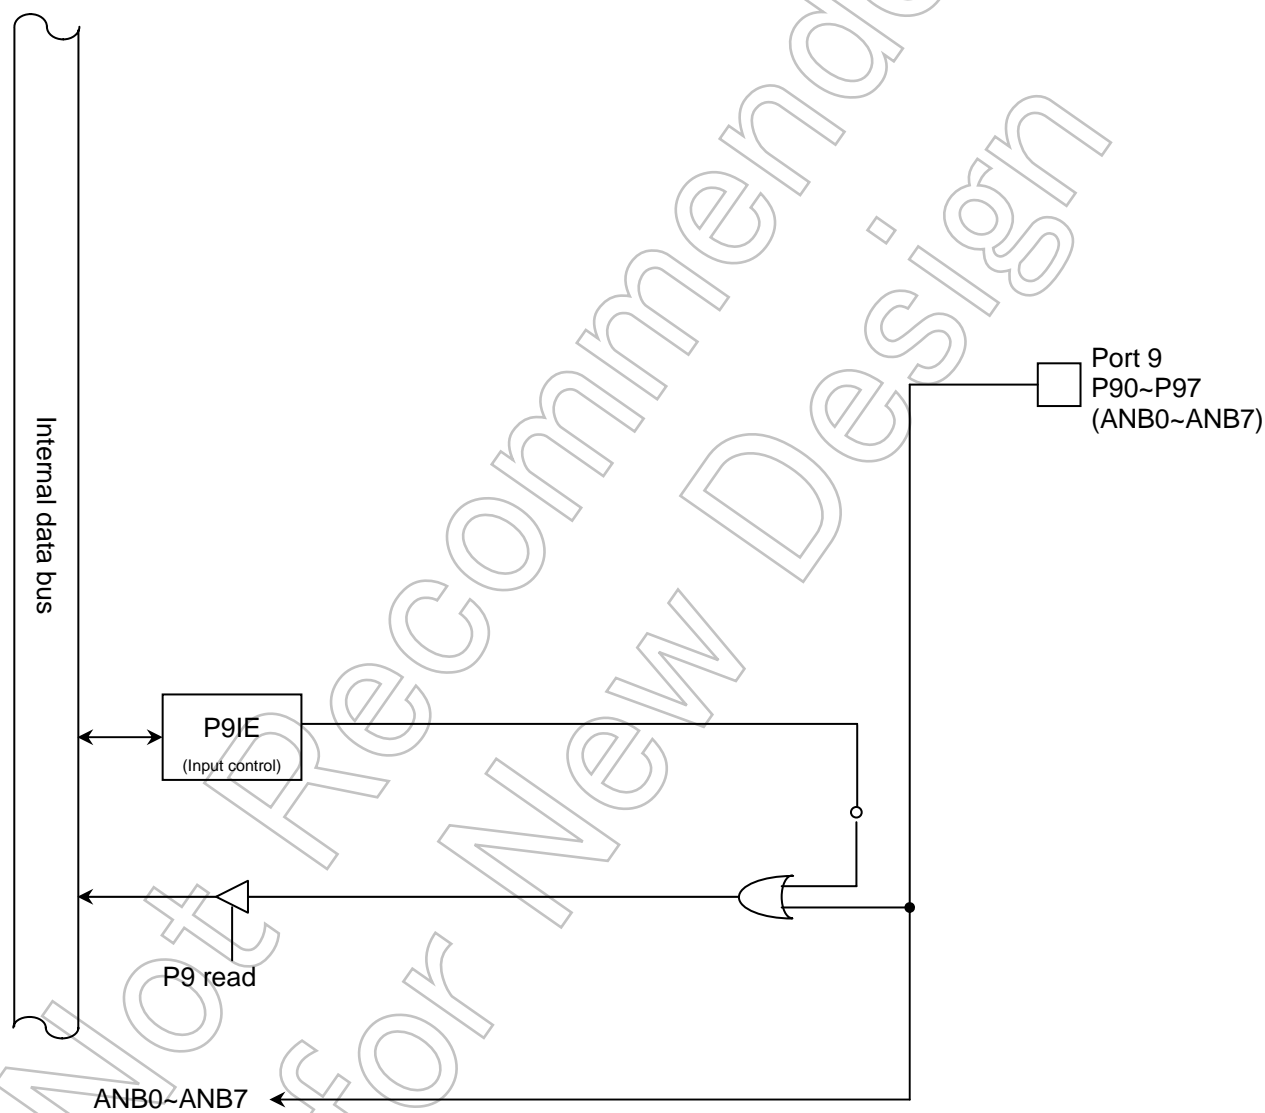 Port 9
P90~P97
(ANB0~ANB7)
Internal data bus
P9IE
(Input control)
P9 read
ANB0~ANB7
Not Recommende
for New Design